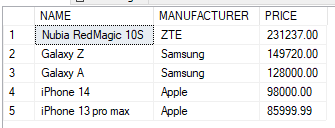 NAME MANUFACTURER PRICE
1 Nubia RedMagic 10S ZTE 231237.00
2 Galaxy Z Samsung 149720.00
3 Galaxy A Samsung 128000.00
4 iPhone 14 Apple 98000.00
5 iPhone 13 pro max Apple 85999.99